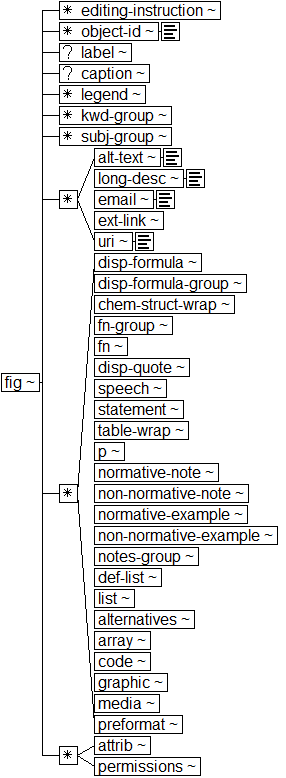 * editing-instruction ~
* object-id ~
? label ~
? caption ~
* legend ~
* kwd-group ~
* subj-group ~
alt-text ~
long-desc ~
* email ~
ext-link ~
uri ~
disp-formula ~
disp-formula-group ~
chem-struct-wrap ~
fn-group ~
fn ~
disp-quote ~
fig ~ speech ~
statement ~
table-wrap ~
p ~
normative-note ~
* non-normative-note ~
normative-example ~
non-normative-example ~
notes-group ~
def-list ~
list ~
alternatives ~
array ~
code ~
graphic ~
media ~
preformat ~
* attrib ~
permissions ~